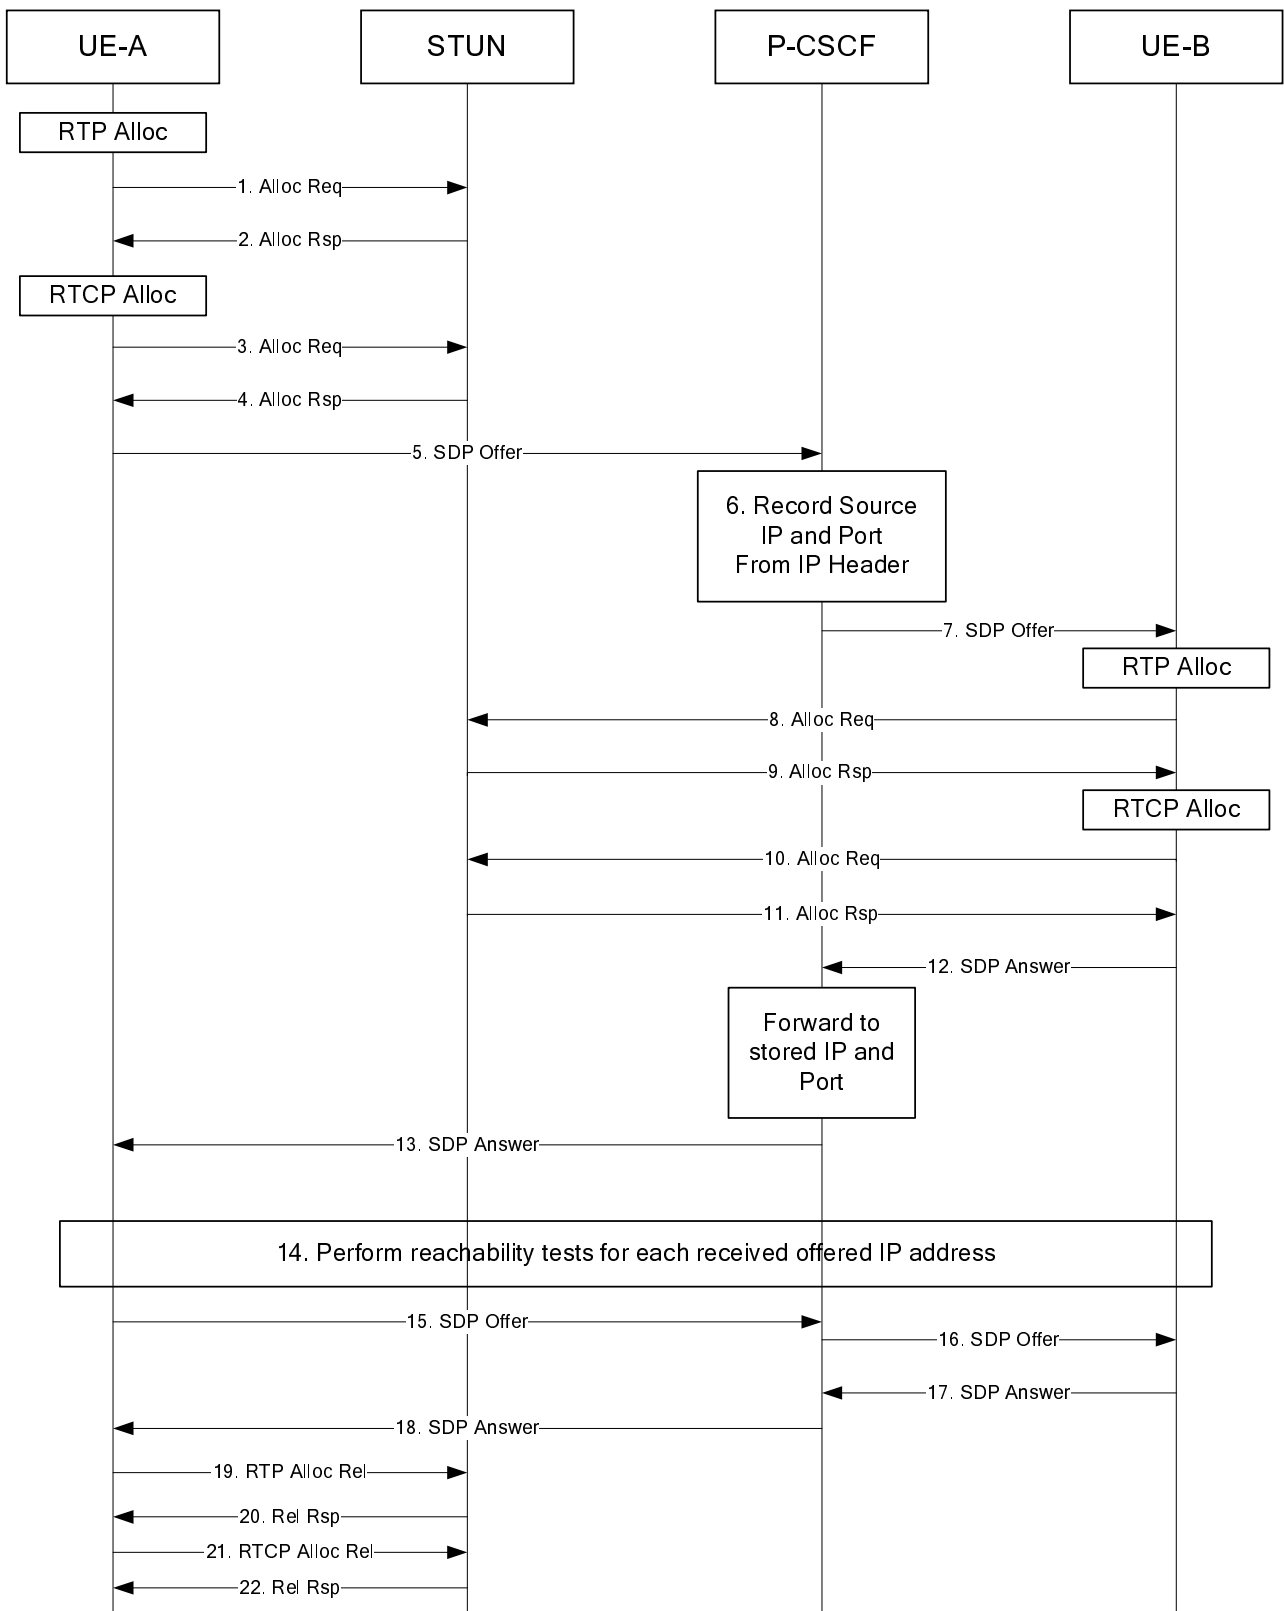 UE-A
STUN
P-CSCF
UE-B
RTP Alloc
1. Alloc Req
2. Alloc Rsp
RTCP Alloc
3. Alloc Req
4. Alloc Rsp
5. SDP Offer
6. Record Source
IP and Port
From IP Header
7. SDP Offer
RTP Alloc
8. Alloc Req
9. Alloc Rsp
RTCP Alloc
10. Alloc Req
11. Alloc Rsp
12. SDP Answer
Forward to
stored IP and
Port
13. SDP Answer
14. Perform reachability tests for each received offered IP address
15. SDP Offer
16. SDP Offer
17. SDP Answer
18. SDP Answer
19. RTP Alloc Rel
20. Rel Rsp
21. RTCP Alloc Rel
22. Rel Rsp